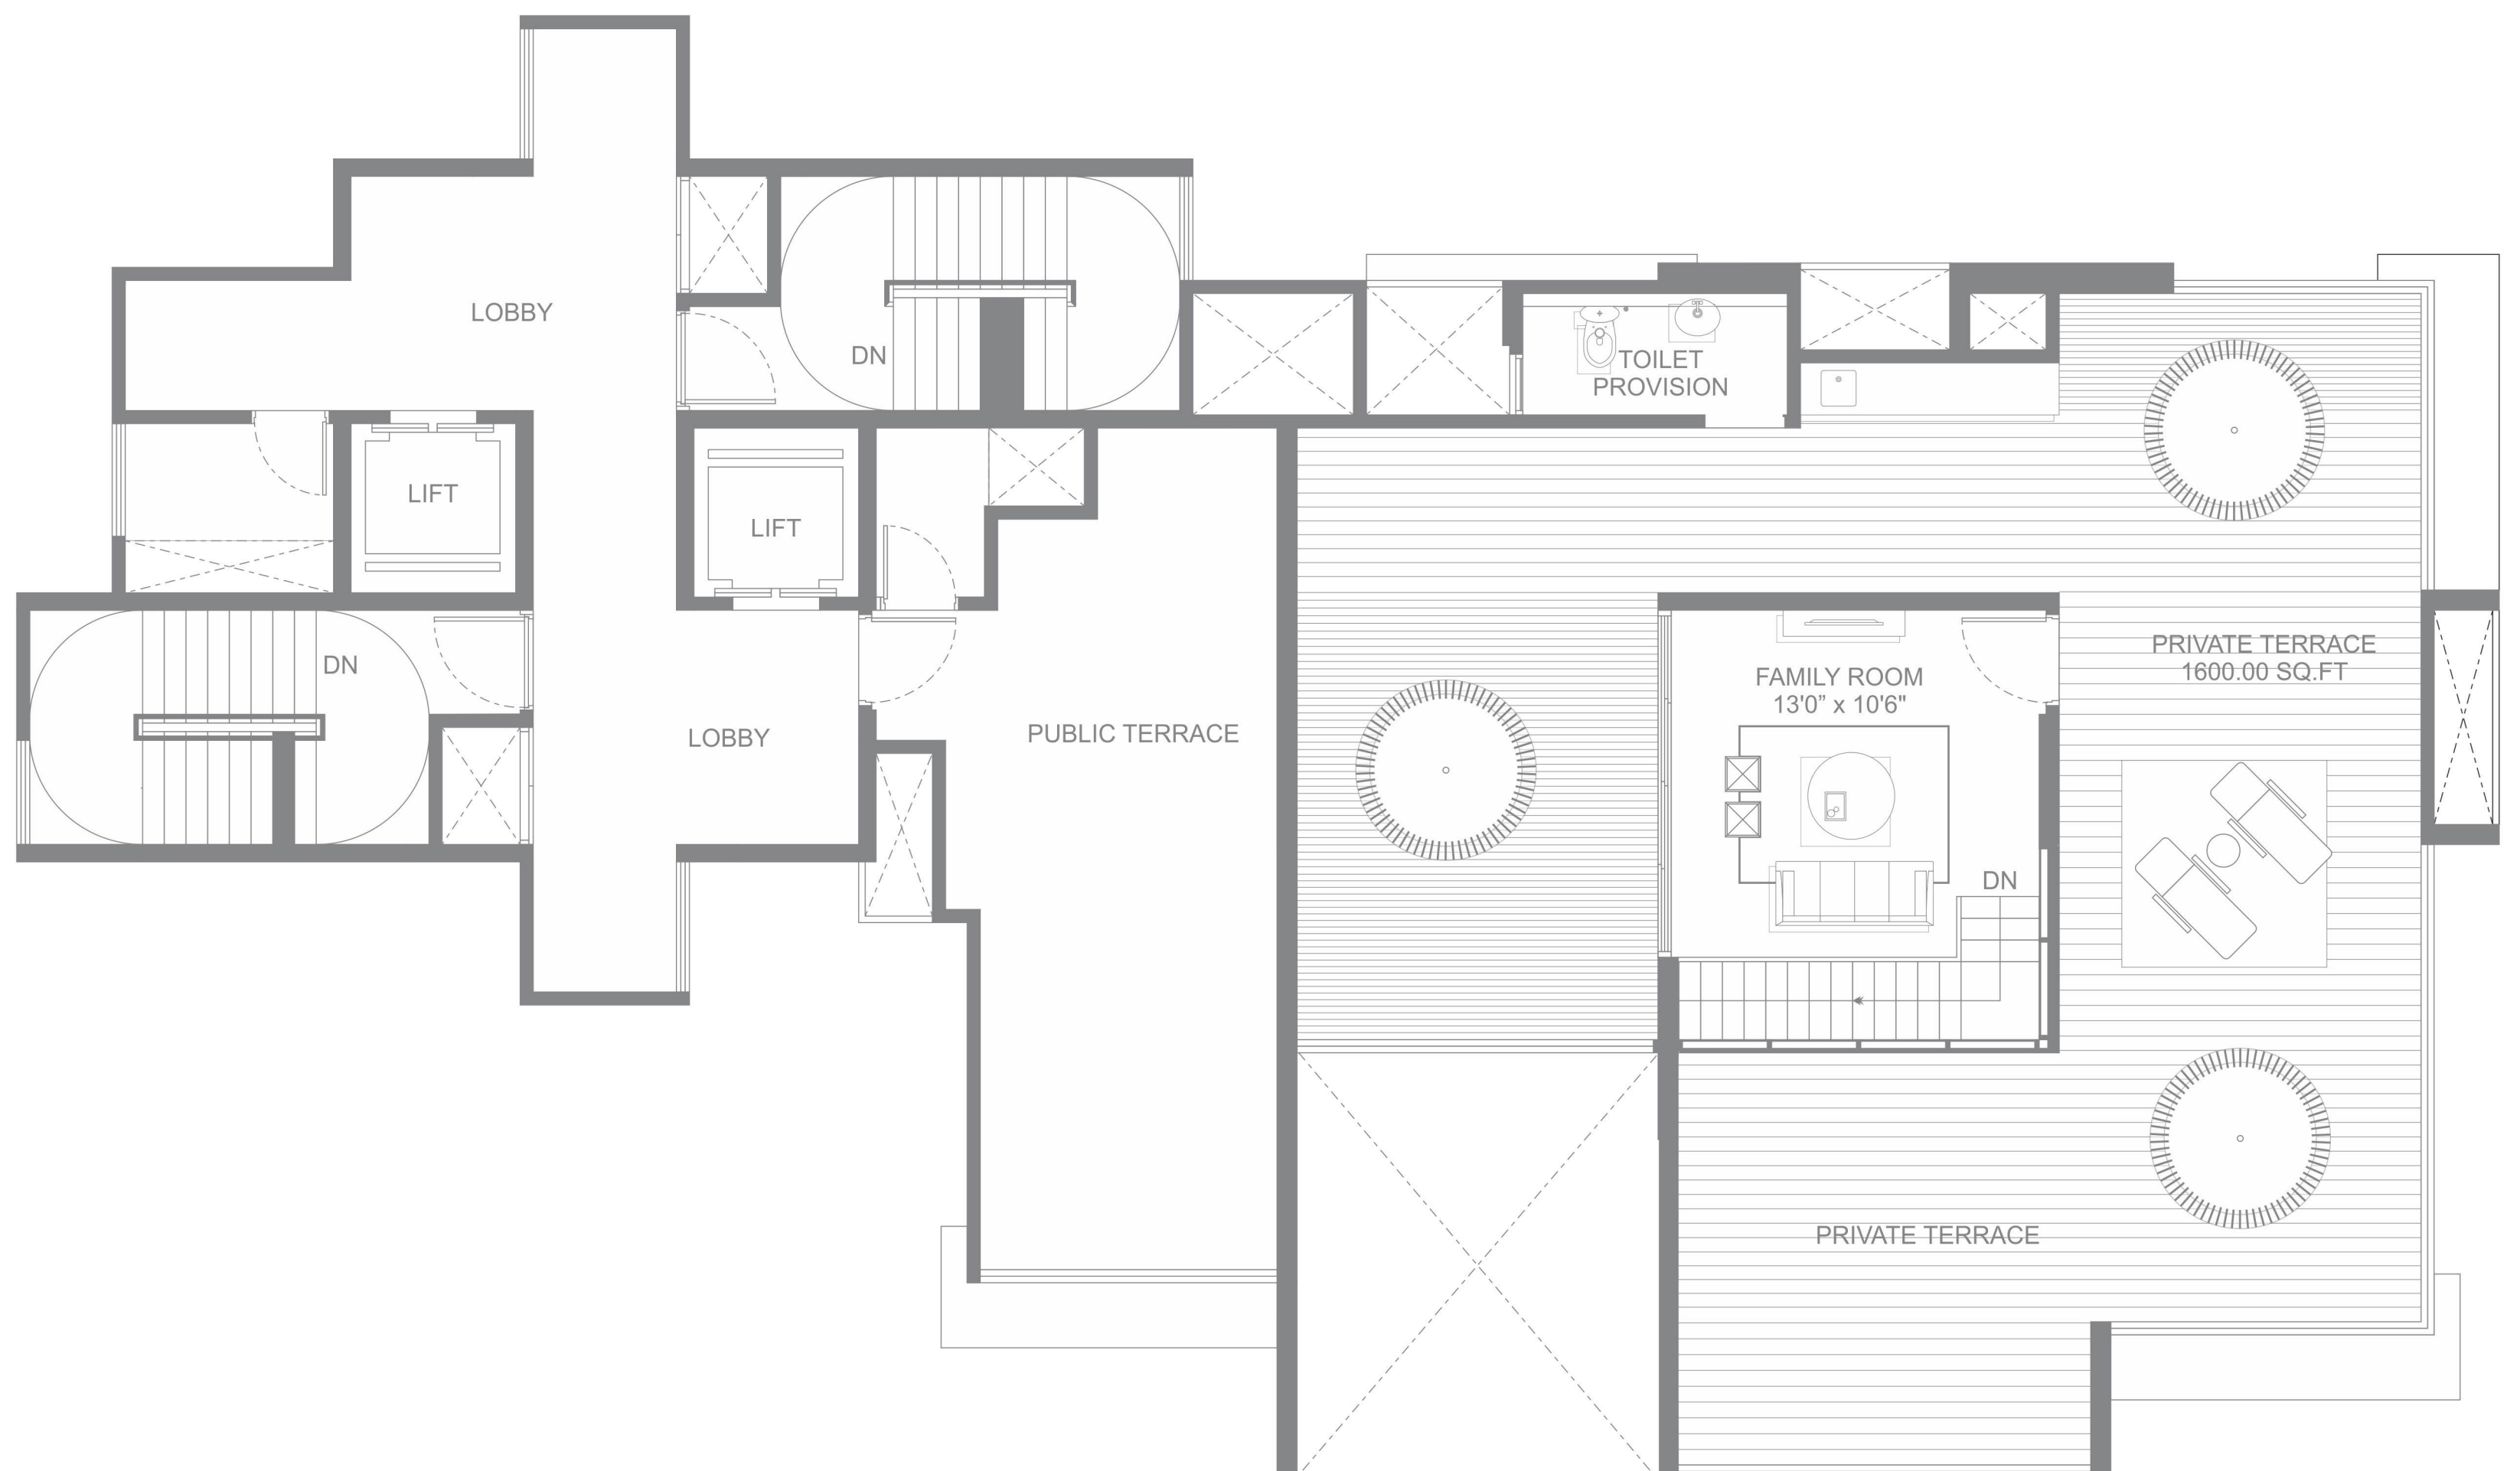 LOBBY
DN
TOILET
PROVISION
LIFT
LIFT
DN
PRIVATE TERRACE
1600.00 SQ.FT
FAMILY ROOM
13'0” x 10'6"
LOBBY
PUBLIC TERRACE
DN
PRIVATE TERRACE